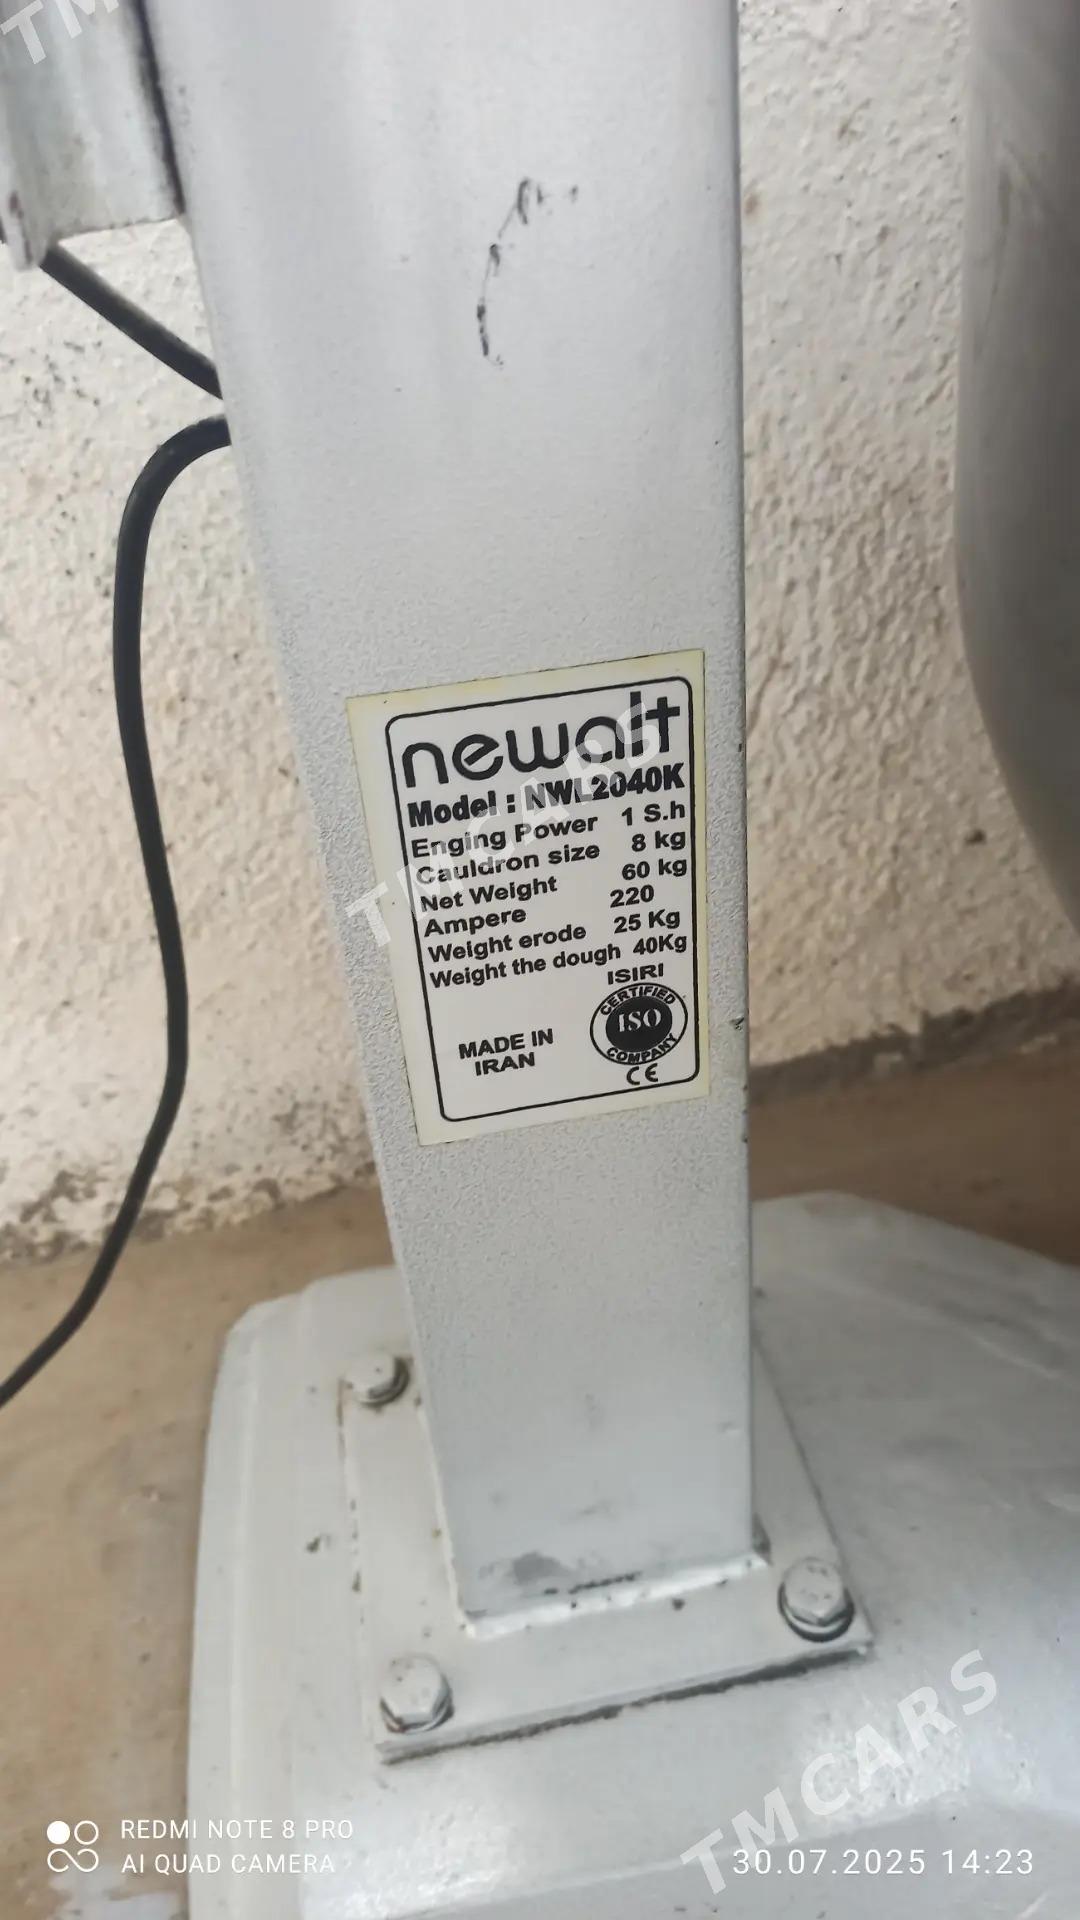 TMCARS
newalt
Model : NWL2040K
Enging Power 1 S.h
Cauldron size 8 kg
Net Weight 60 kg
Ampere 220
Weight erode 25 Kg
Weight the dough 40Kg
ISIRI
CERTIFIED
ISO
COMPANY
CE
MADE IN
IRAN
TMCARS
REDMI NOTE 8 PRO
AI QUAD CAMERA
30.07.2025 14:23